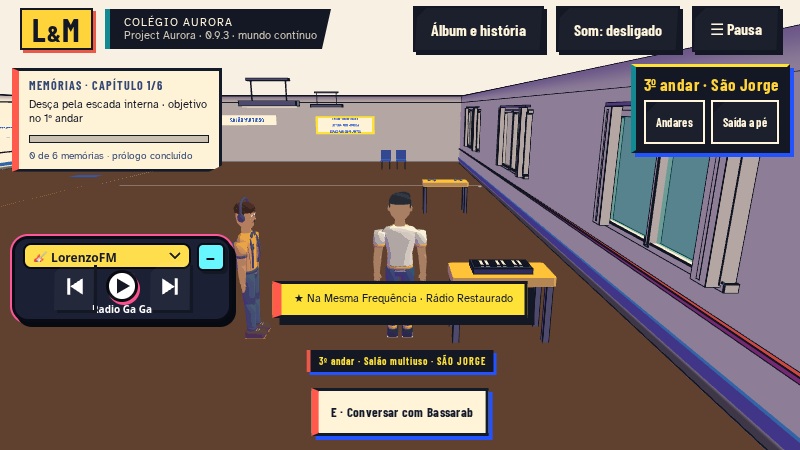 L&M
COLÉGIO AURORA
Project Aurora · 0.9.3 · mundo contínuo
Álbum e história
Som: desligado
☰ Pausa
MEMÓRIAS · CAPÍTULO 1/6
Desça pela escada interna · objetivo
no 1º andar
0 de 6 memórias · prólogo concluído
3º andar · São Jorge
Andares
Saída a pé
SALÃO MULTIUSO
LorenzoFM
Radio Ga Ga
★ Na Mesma Frequência · Rádio Restaurado
3º andar · Salão multiuso · SÃO JORGE
E · Conversar com Bassarab